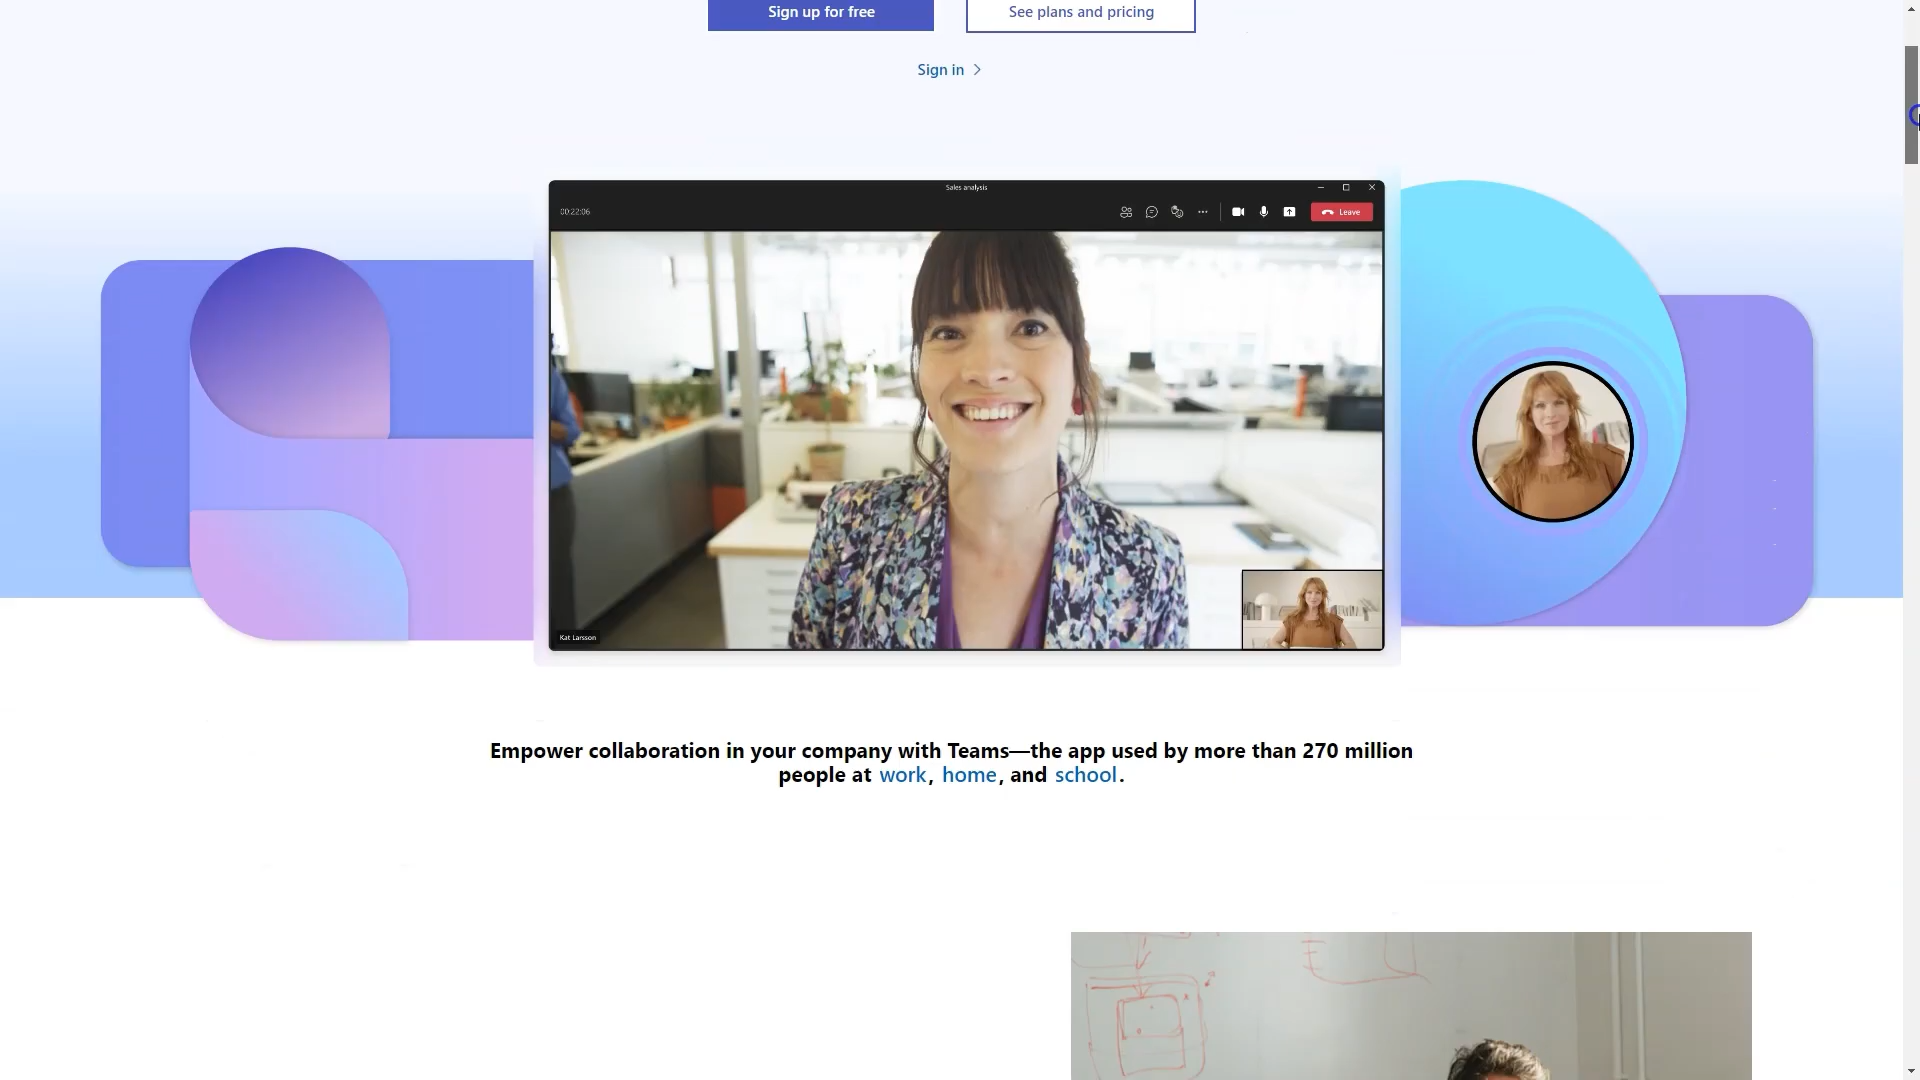 Sign up for free
See plans and pricing
Sign in
Sales analysis
00:22:06
Leave
Kat Larsson
Empower collaboration in your company with Teams—the app used by more than 270 million
people at work, home, and school.